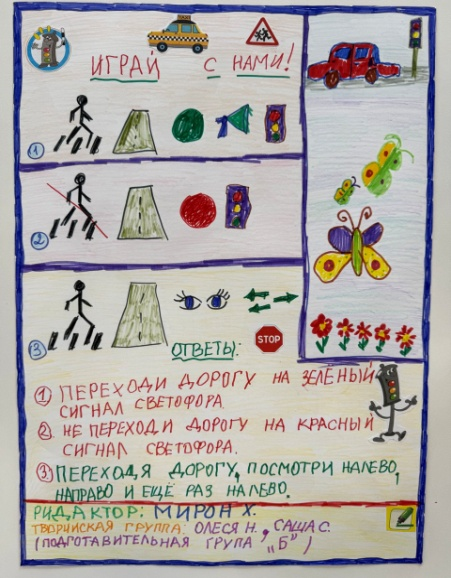 ИГРАЙ С НАМИ!
1
2
3
STOP
ОТВЕТЫ:
1 ПЕРЕХОДИ ДОРОГУ НА ЗЕЛЁНЫЙ
СИГНАЛ СВЕТОФОРА.
2. НЕ ПЕРЕХОДИ ДОРОГУ НА КРАСНЫЙ
СИГНАЛ СВЕТОФОРА.
3 ПЕРЕХОДЯ ДОРОГУ, ПОСМОТРИ НАЛЕВО,
НАПРАВО И ЕЩЁ РАЗ НАЛЕВО.
РИДАКТОР: МИРОН Х.
ТВОРЧИСКАЯ ГРУППА: ОЛЕСЯ Н., САША С.
(ПОДГОТАВИТЕЛЬНАЯ ГРУПА „Б")